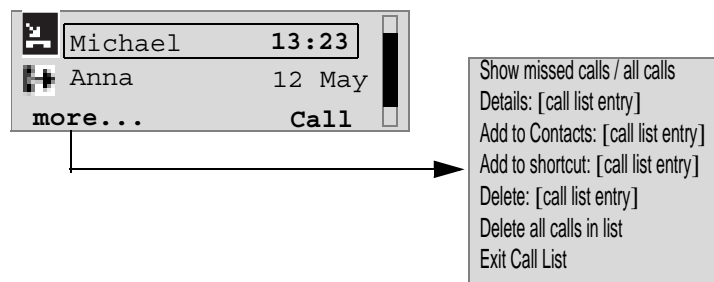 Michael 13:23
Anna 12 May
more... Call
Show missed calls / all calls
Details: [call list entry]
Add to Contacts: [call list entry]
Add to shortcut: [call list entry]
Delete: [call list entry]
Delete all calls in list
Exit Call List